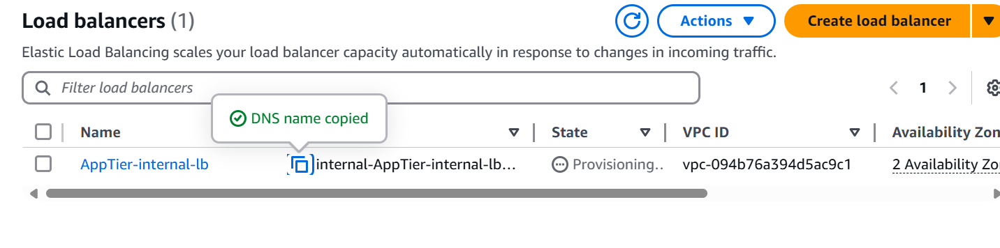 Load balancers (1)
Actions
Create load balancer
Elastic Load Balancing scales your load balancer capacity automatically in response to changes in incoming traffic.
Filter load balancers
1
DNS name copied
Name
State
VPC ID
Availability Zon
AppTier-internal-lb
internal-AppTier-internal-lb...
Provisioning..
vpc-094b76a394d5ac9c1
2 Availability Zo